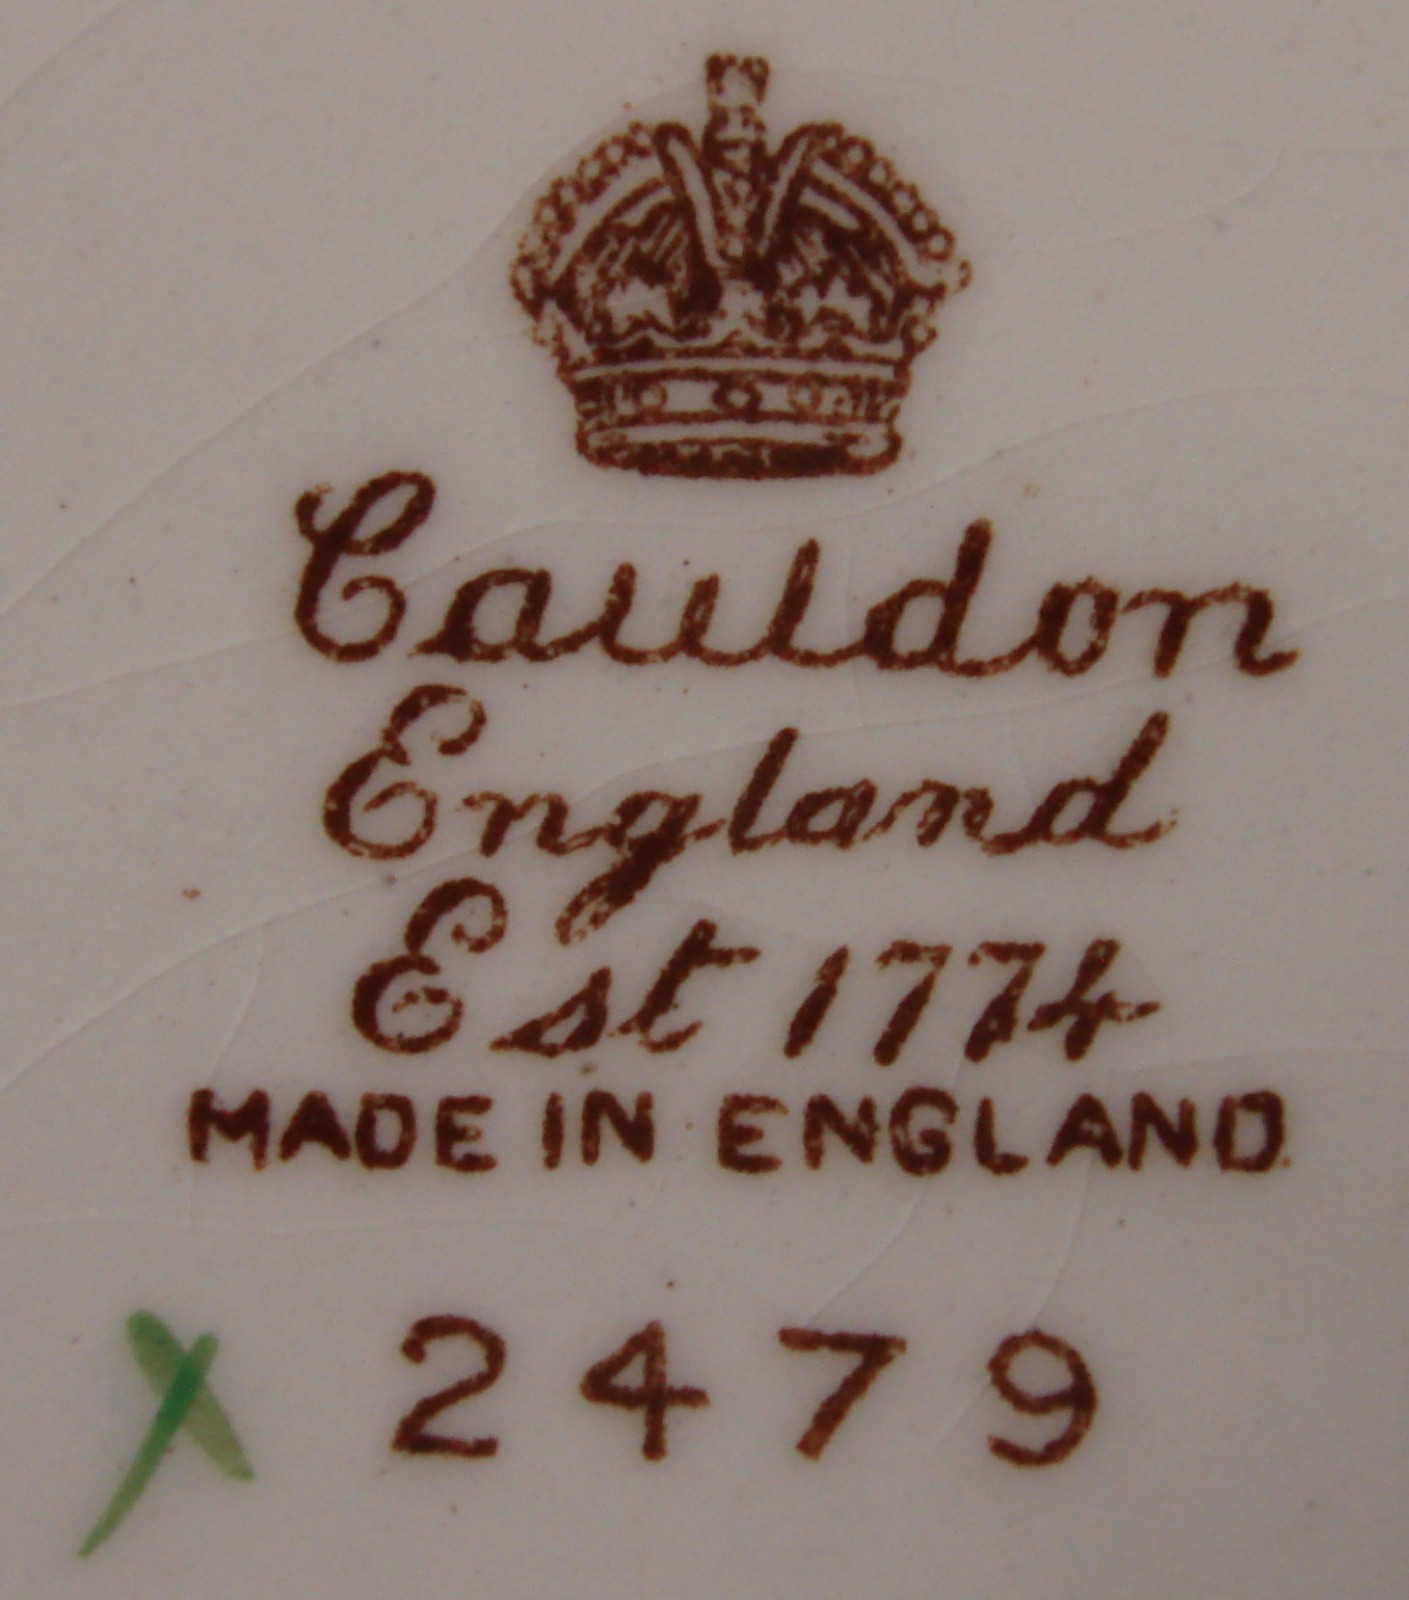 Cauldon
England
Est 1774
MADE IN ENGLAND
X 2479